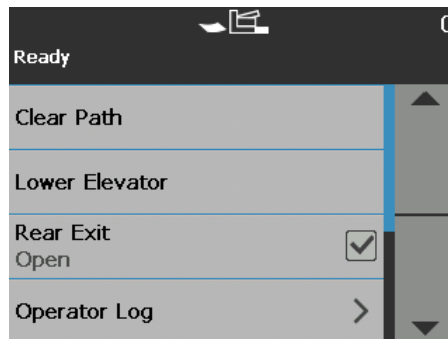 Ready
Clear Path
Lower Elevator
Rear Exit
Open
Operator Log